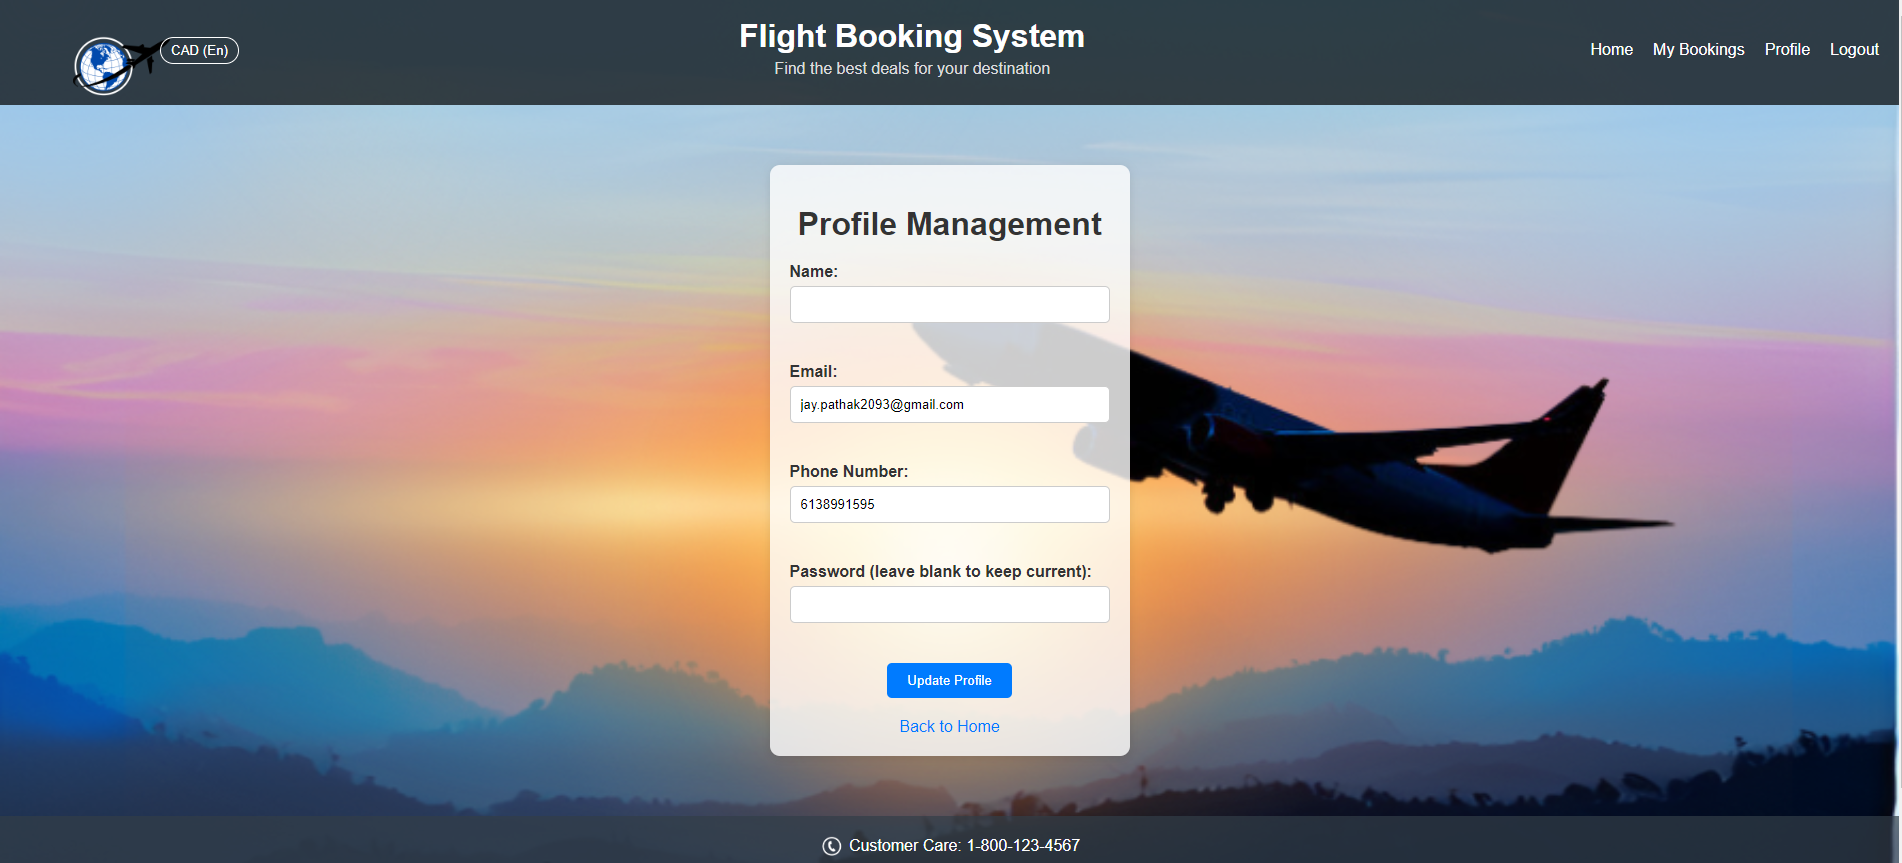 CAD (En)
Flight Booking System
Find the best deals for your destination
Home
My Bookings
Profile
Logout
Profile Management
Name:
Email:
jay.pathak2093@gmail.com
Phone Number:
6138991595
Password (leave blank to keep current):
Update Profile
Back to Home
Customer Care: 1-800-123-4567